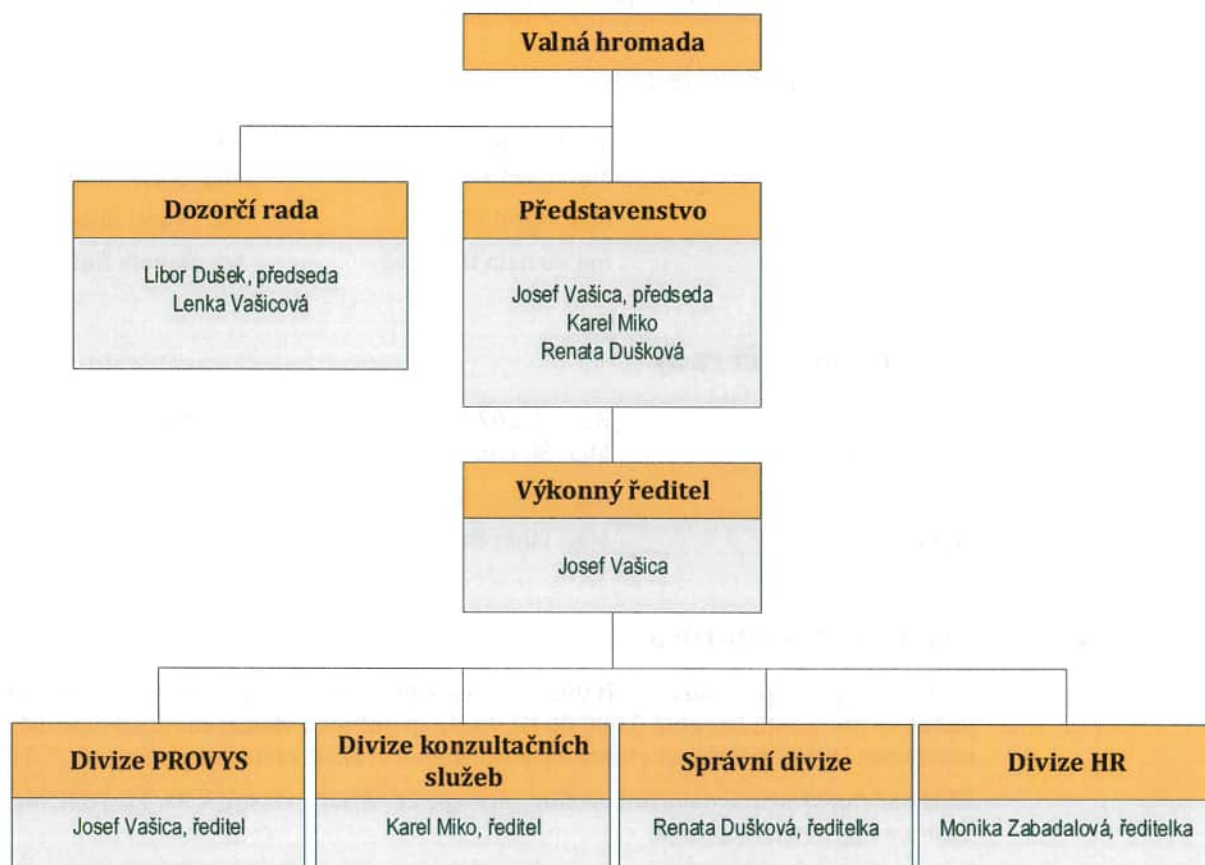 Valná hromada
Dozorčí rada
Libor Dušek, předseda
Lenka Vašicová
Představenstvo
Josef Vašica, předseda
Karel Miko
Renata Dušková
Výkonný ředitel
Josef Vašica
Divize PROVYS
Josef Vašica, ředitel
Divize konzultačních
služeb
Karel Miko, ředitel
Správní divize
Renata Dušková, ředitelka
Divize HR
Monika Zabadalová, ředitelka